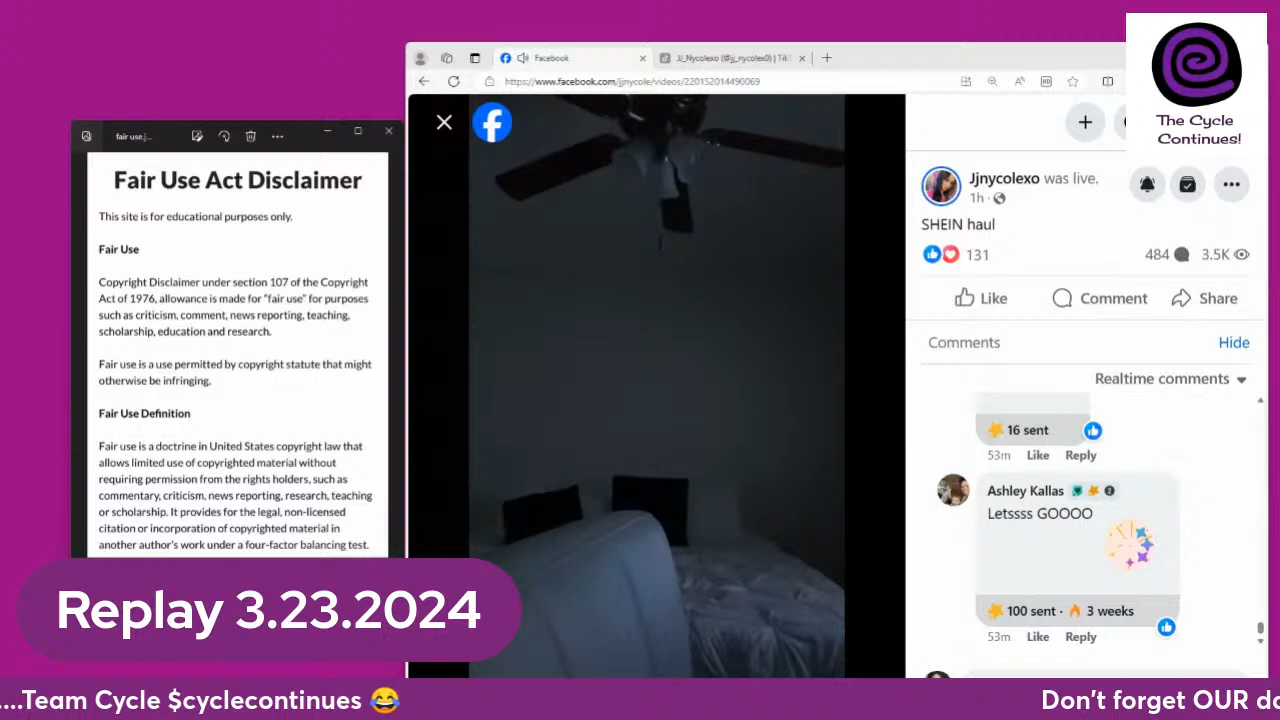 Facebook
JJ_Nycolexo (@jj_nycolex0) | Tik
https://www.facebook.com/jjnycole/videos/220152014490069
The Cycle
Continues!
fair use.j...
Fair Use Act Disclaimer
This site is for educational purposes only.
Fair Use
Copyright Disclaimer under section 107 of the Copyright
Act of 1976, allowance is made for “fair use” for purposes
such as criticism, comment, news reporting, teaching,
scholarship, education and research.
Fair use is a use permitted by copyright statute that might
otherwise be infringing.
Fair Use Definition
Fair use is a doctrine in United States copyright law that
allows limited use of copyrighted material without
requiring permission from the rights holders, such as
commentary, criticism, news reporting, research, teaching
or scholarship. It provides for the legal, non-licensed
citation or incorporation of copyrighted material in
another author’s work under a four-factor balancing test.
Jjnycolexo was live.
1h ·
SHEIN haul
131
484
3.5K
Like
Comment
Share
Comments
Hide
Realtime comments
16 sent
53m Like Reply
Ashley Kallas
Letssss GOOOO
100 sent · 🔥 3 weeks
53m Like Reply
Replay 3.23.2024
....Team Cycle $cyclecontinues 😂
Don't forget OUR da